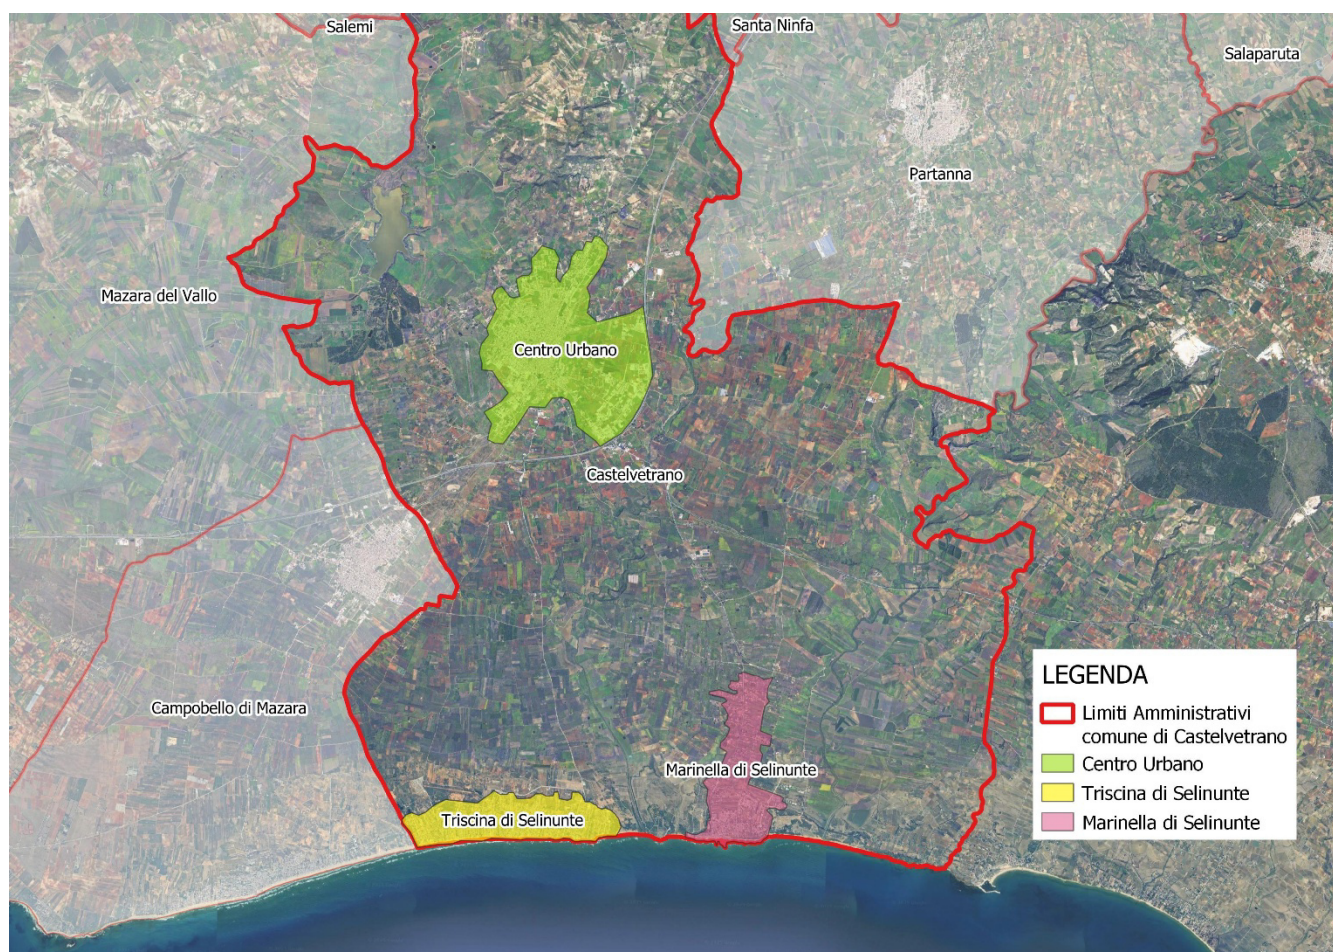 Salemi
Santa Ninfa
Salaparuta
Partanna
Mazara del Vallo
Centro Urbano
Castelvetrano
Campobello di Mazara
Marinella di Selinunte
Triscina di Selinunte
LEGENDA
Limiti Amministrativi
comune di Castelvetrano
Centro Urbano
Triscina di Selinunte
Marinella di Selinunte